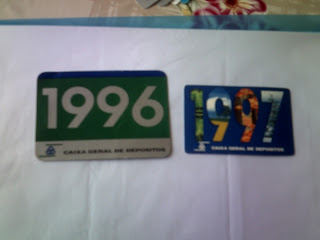 1996
CAIXA GERAL DE DEPOSITOS
1997
CAIXA GERAL DE DEPOSITOS